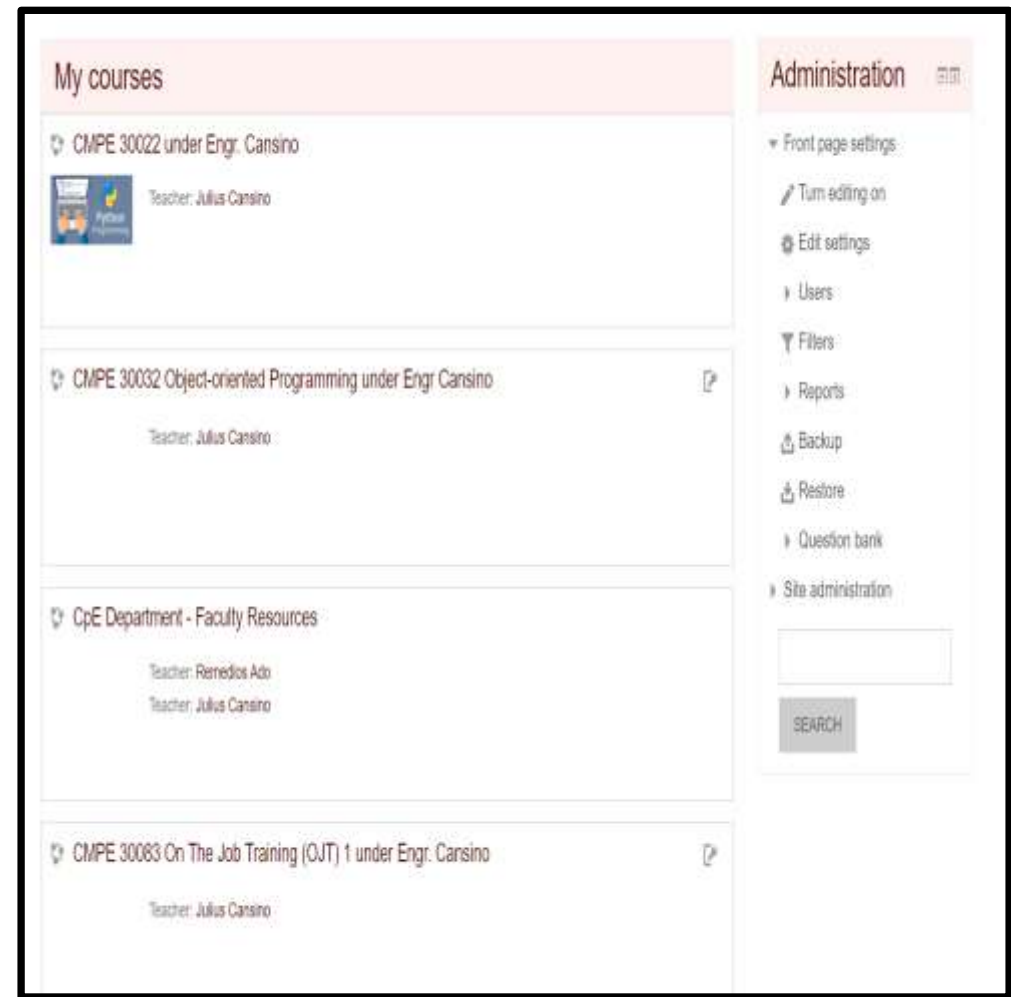 My courses
CMPE 30022 under Engr. Cansino
Python
Programming
Teacher: Julius Cansino
CMPE 30032 Object-oriented Programming under Engr Cansino
Teacher: Julius Cansino
CpE Department - Faculty Resources
Teacher: Remedios Ado
Teacher: Julius Cansino
CMPE 30083 On The Job Training (OJT) 1 under Engr. Cansino
Teacher: Julius Cansino
Administration
Front page settings
Turn editing on
Edit settings
Users
Filters
Reports
Backup
Restore
Question bank
Site administration
SEARCH